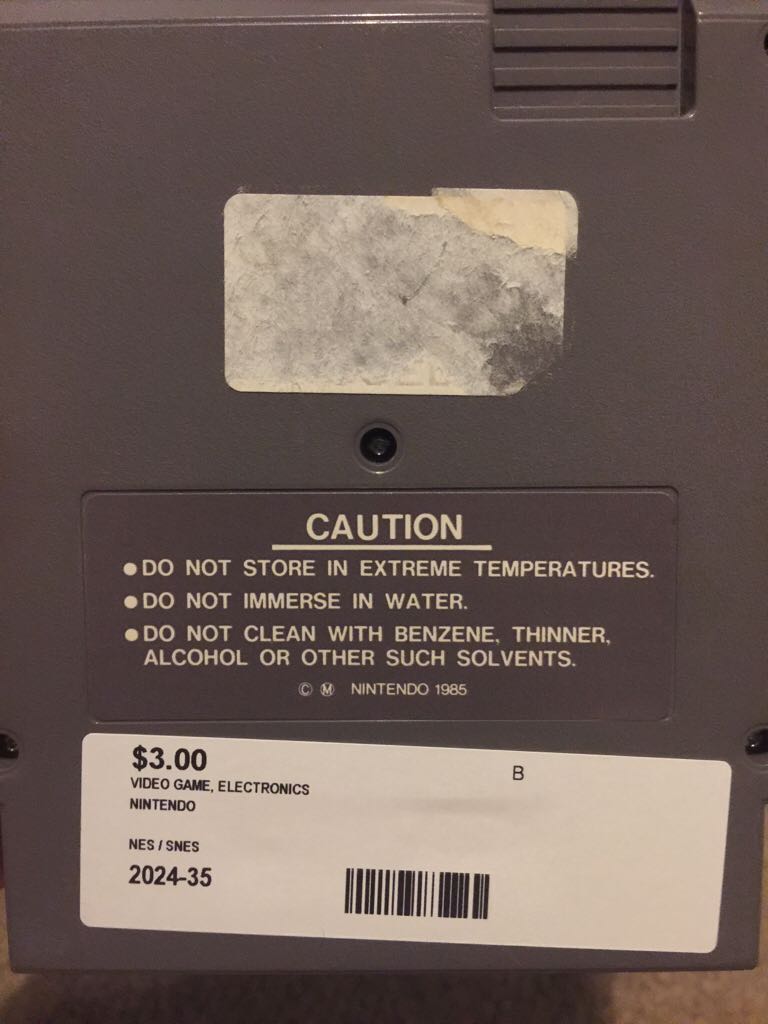 CAUTION
●DO NOT STORE IN EXTREME TEMPERATURES.
●DO NOT IMMERSE IN WATER.
●DO NOT CLEAN WITH BENZENE, THINNER,
ALCOHOL OR OTHER SUCH SOLVENTS.
Ⓒ Ⓜ NINTENDO 1985
$3.00
B
VIDEO GAME, ELECTRONICS
NINTENDO
NES / SNES
2024-35